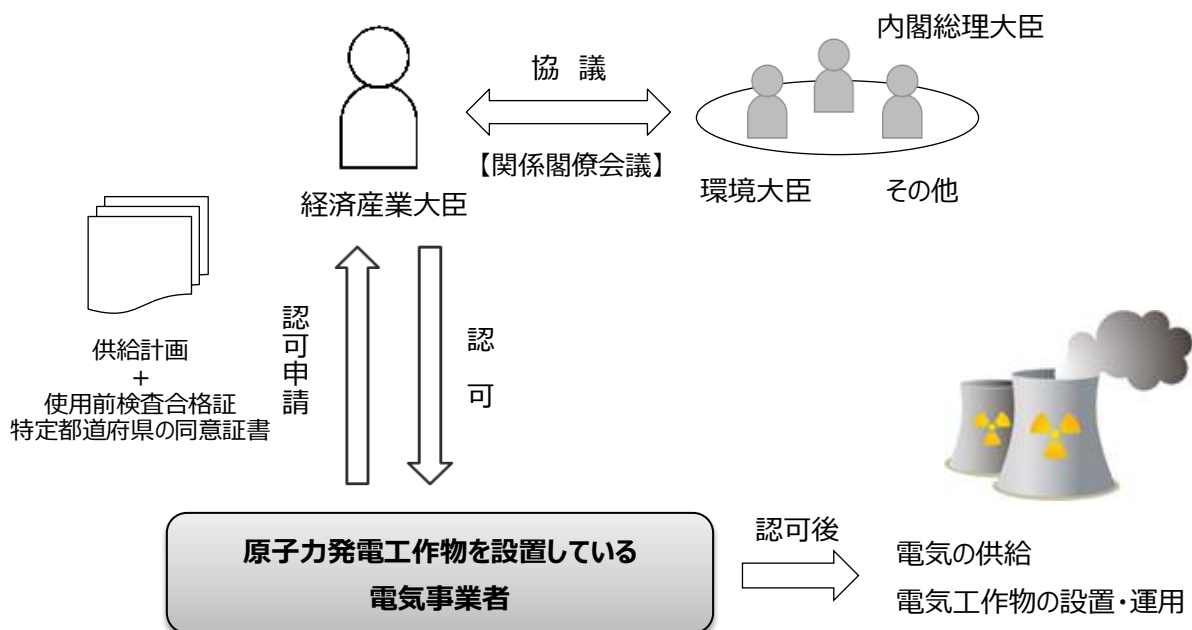 内閣総理大臣
協 議
【関係閣僚会議】
環境大臣
その他
経済産業大臣
認可申請
認可
供給計画
+
使用前検査合格証
特定都道府県の同意証書
原子力発電工作物を設置している
電気事業者
認可後
電気の供給
電気工作物の設置・運用